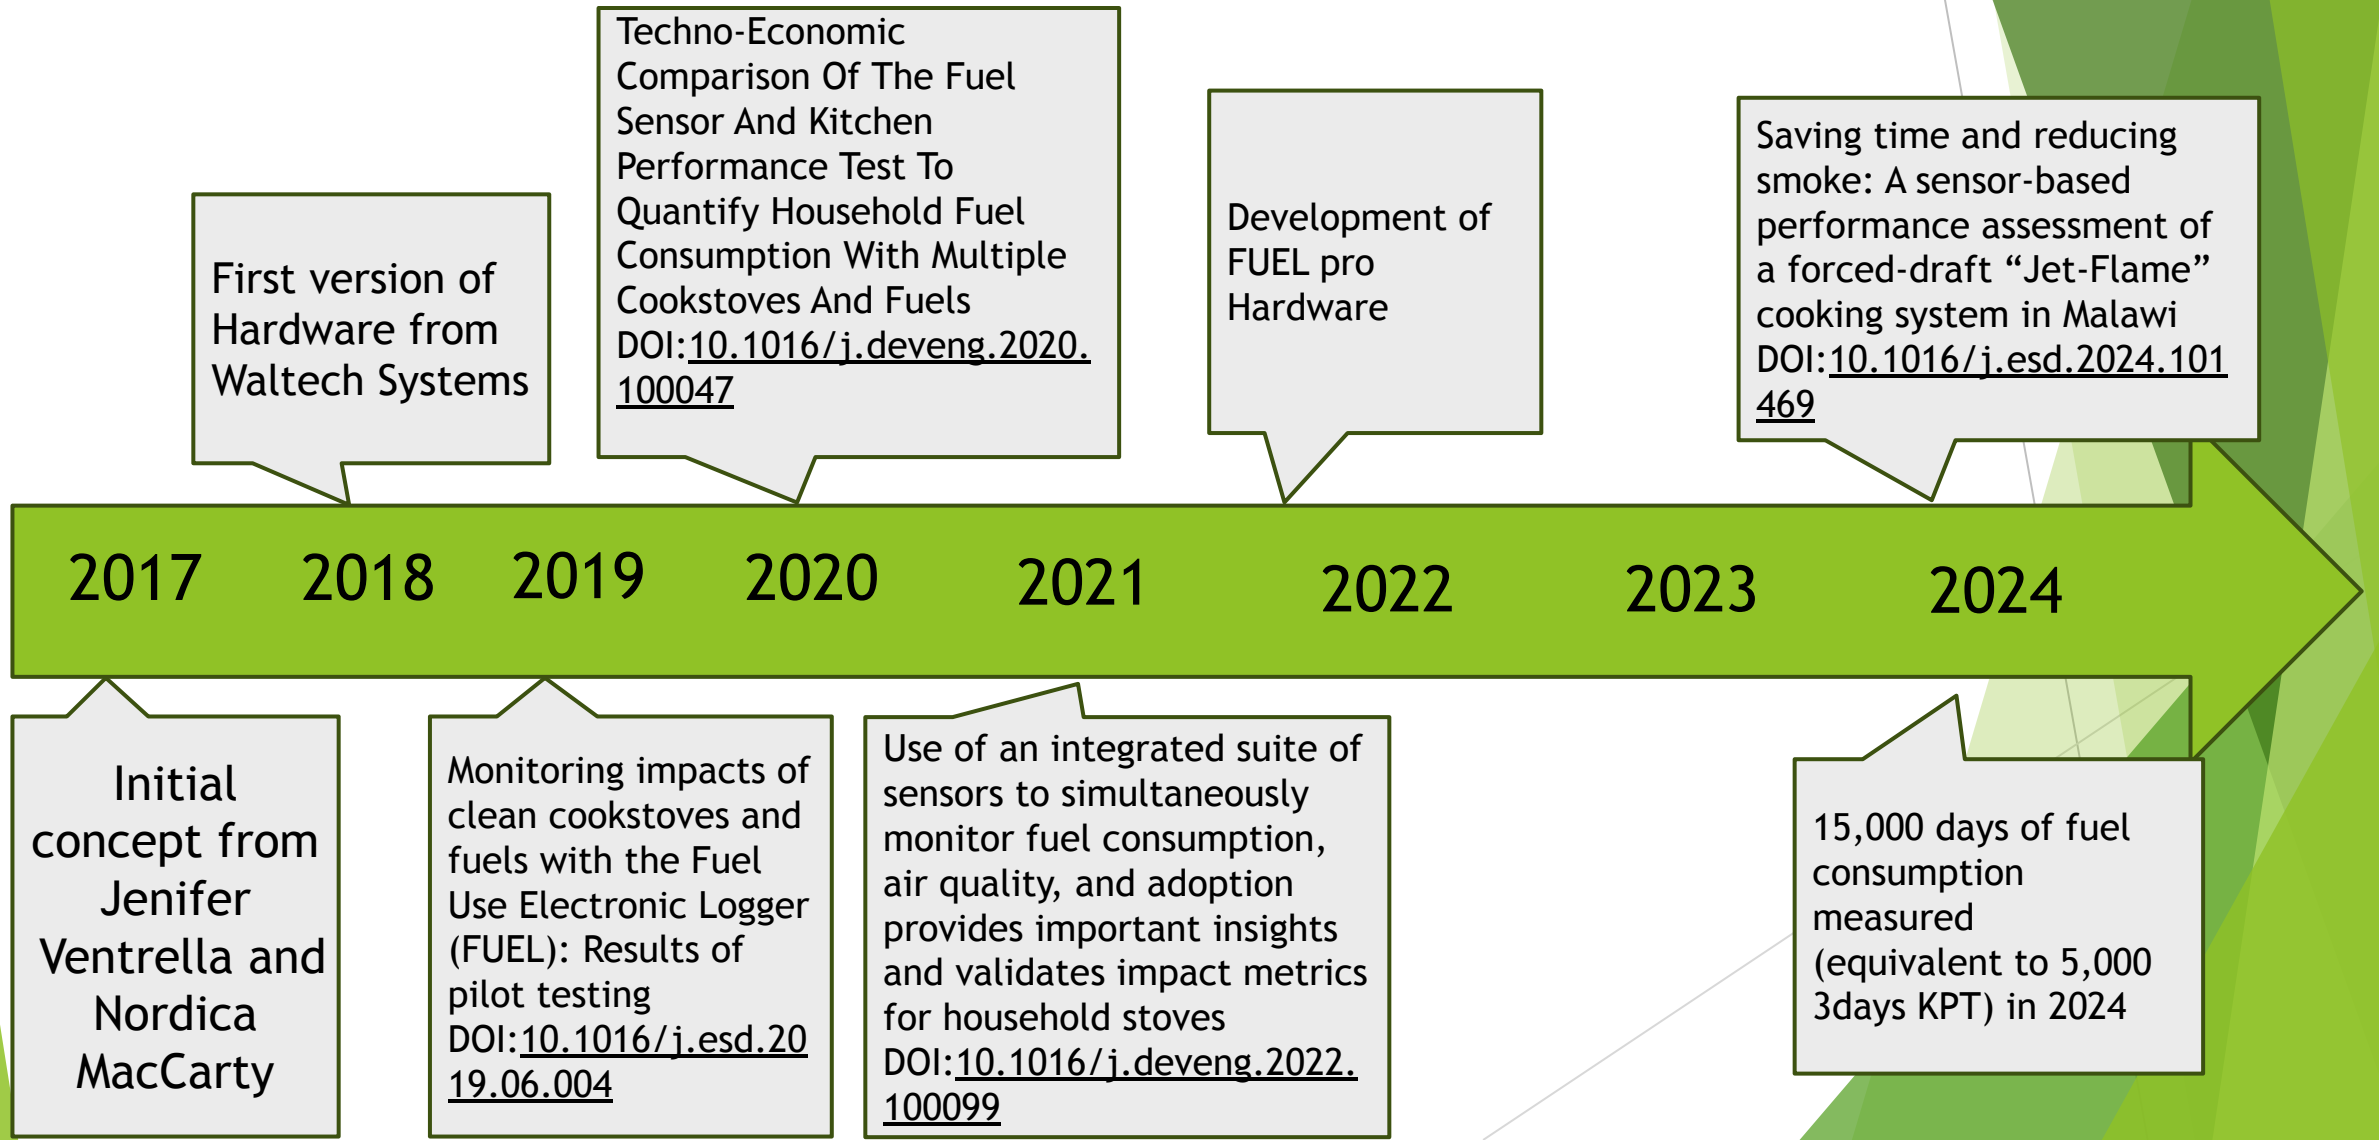 Techno-Economic
Comparison Of The Fuel
Sensor And Kitchen
Performance Test To
Quantify Household Fuel
Consumption With Multiple
Cookstoves And Fuels
DOI:10.1016/j.deveng.2020.
100047
First version of
Hardware from
Waltech Systems
Development of
FUEL pro
Hardware
Saving time and reducing
smoke: A sensor-based
performance assessment of
a forced-draft “Jet-Flame”
cooking system in Malawi
DOI:10.1016/j.esd.2024.101
469
2017 2018 2019 2020 2021 2022 2023 2024
Initial
concept from
Jenifer
Ventrella and
Nordica
MacCarty
Monitoring impacts of
clean cookstoves and
fuels with the Fuel
Use Electronic Logger
(FUEL): Results of
pilot testing
DOI:10.1016/j.esd.20
19.06.004
Use of an integrated suite of
sensors to simultaneously
monitor fuel consumption,
air quality, and adoption
provides important insights
and validates impact metrics
for household stoves
DOI:10.1016/j.deveng.2022.
100099
15,000 days of fuel
consumption
measured
(equivalent to 5,000
3days KPT) in 2024